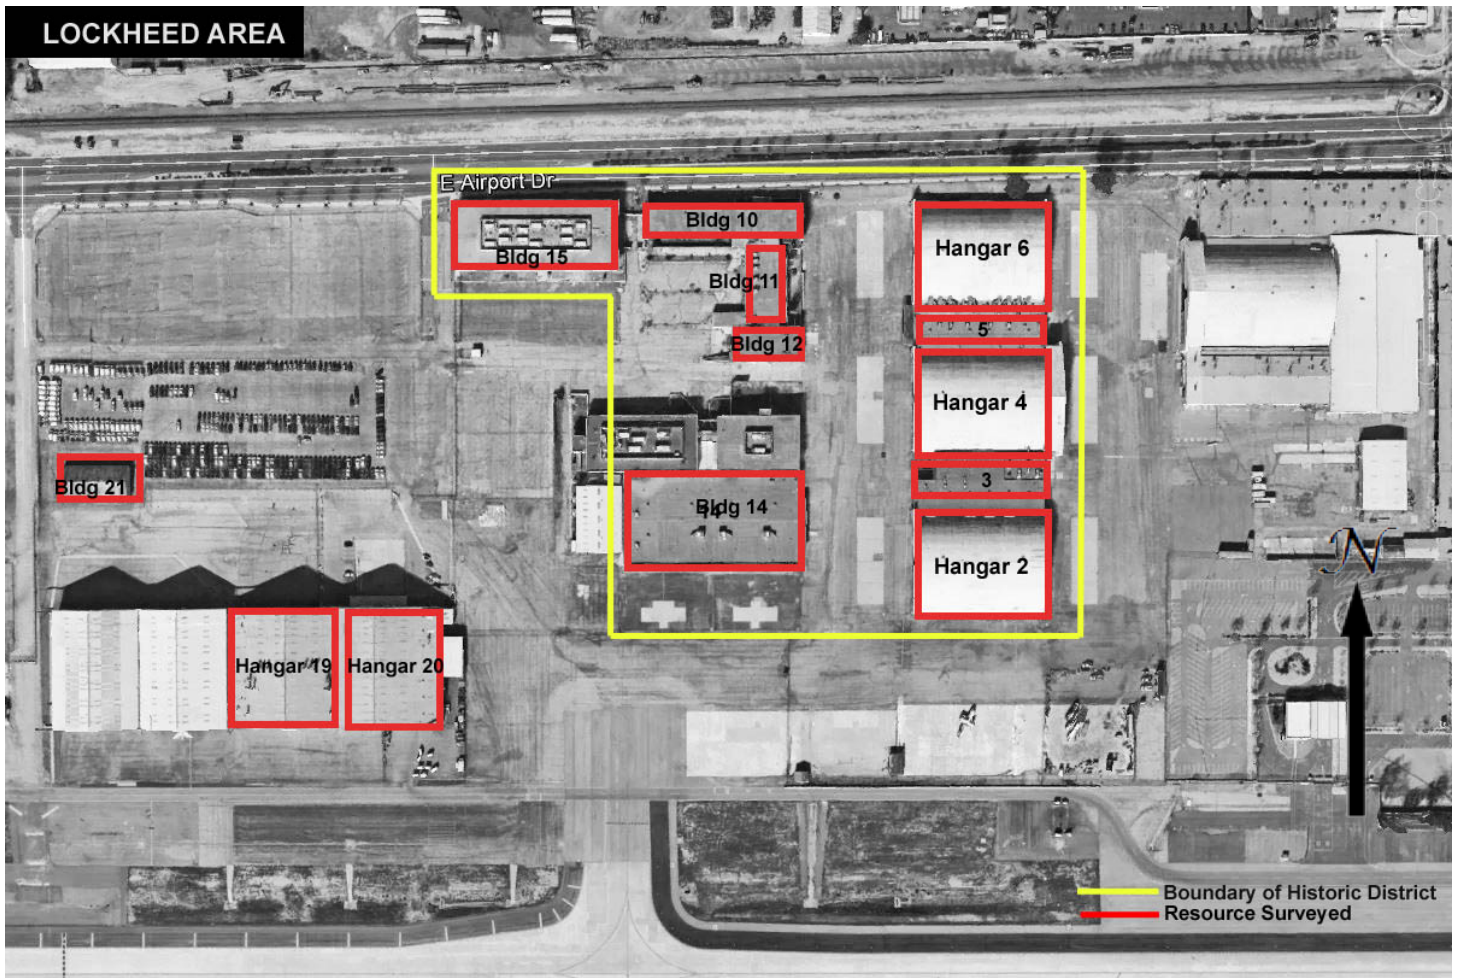 LOCKHEED AREA
E Airport Dr
Bldg 15
Bldg 10
Hangar 6
Bldg 11
5
Bldg 12
Hangar 4
3
Bldg 21
Bldg 14
14
Hangar 2
N
Hangar 19
Hangar 20
Boundary of Historic District
Resource Surveyed